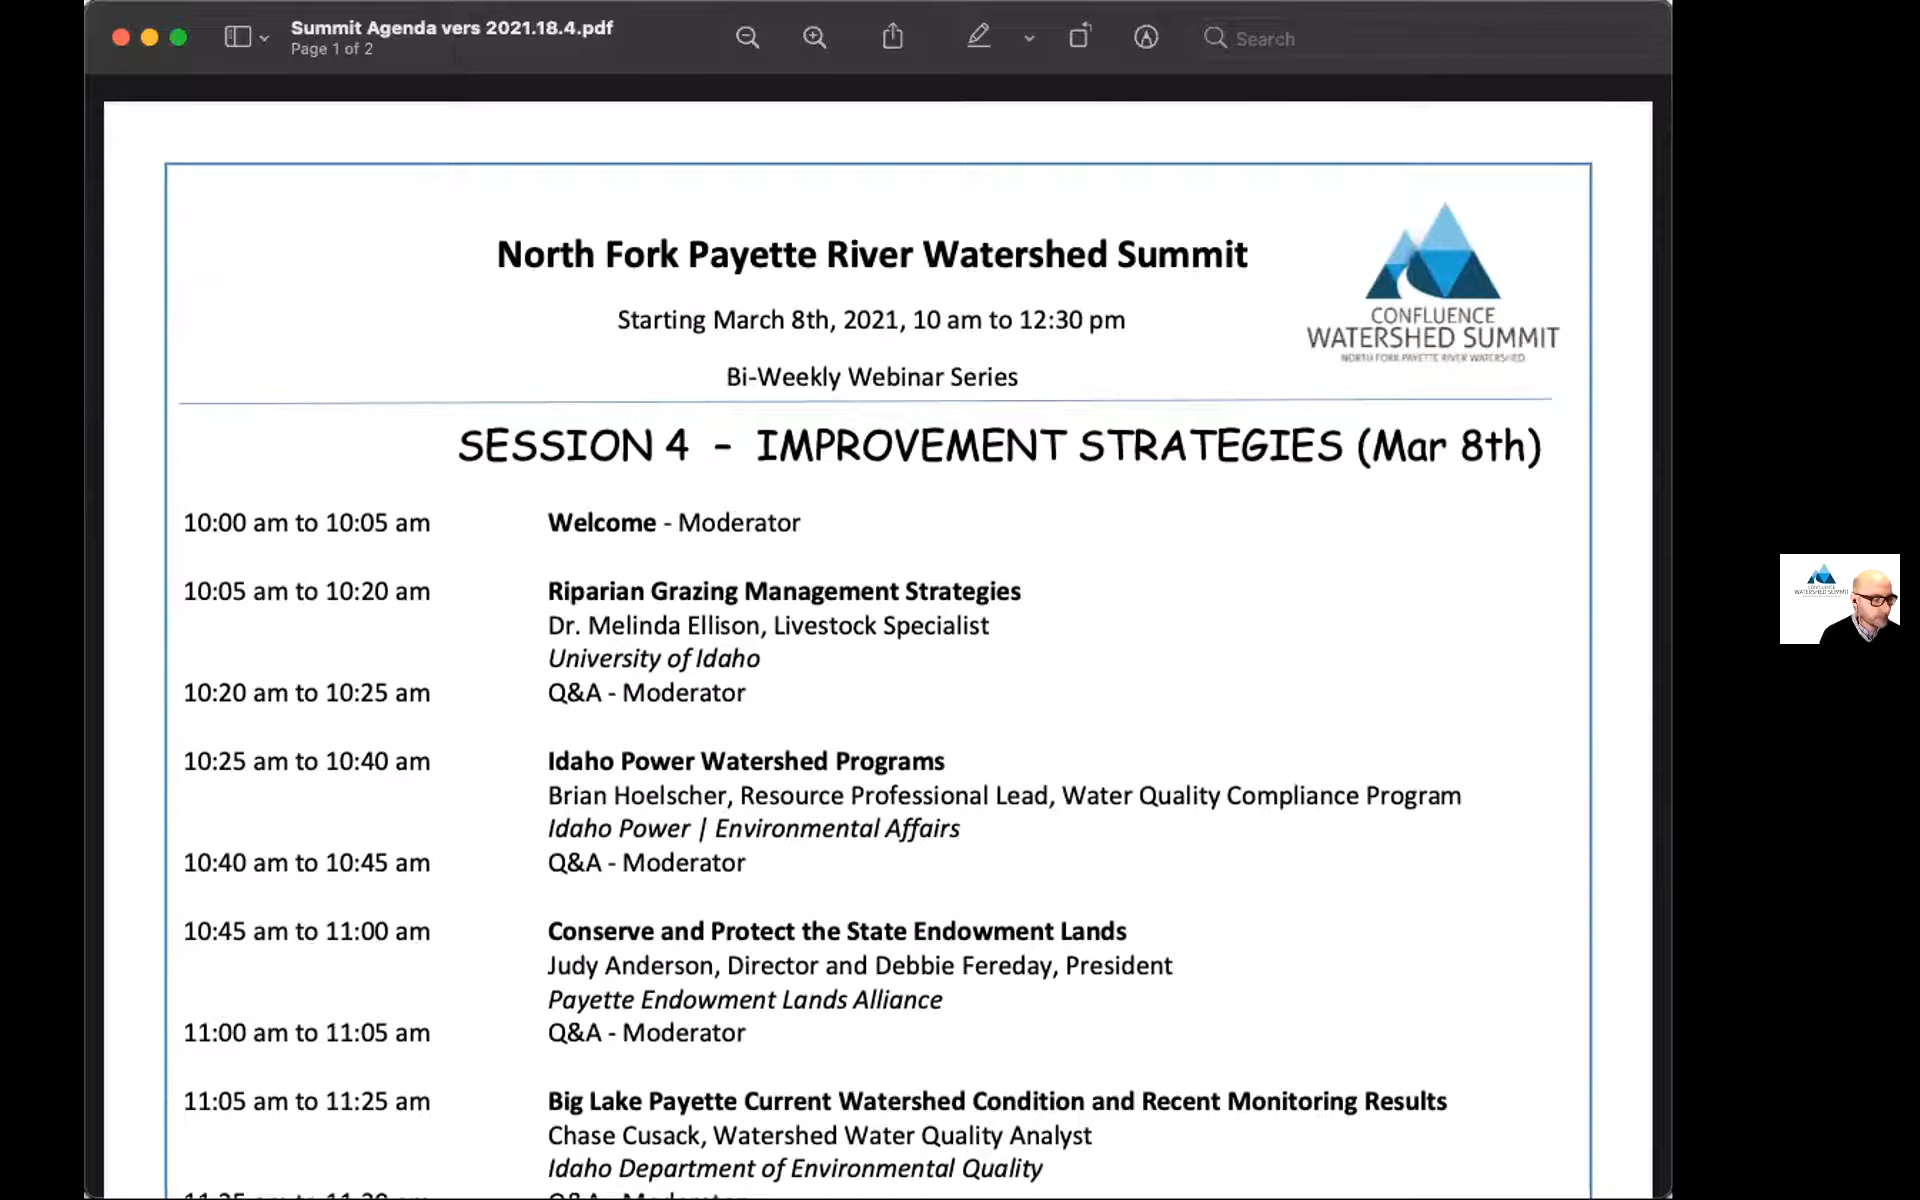 Summit Agenda vers 2021.18.4.pdf
Page 1 of 2
Search
North Fork Payette River Watershed Summit
Starting March 8th, 2021, 10 am to 12:30 pm
Bi-Weekly Webinar Series
CONFLUENCE
WATERSHED SUMMIT
NORTH FORK PAYETTE RIVER WATERSHED
SESSION 4 - IMPROVEMENT STRATEGIES (Mar 8th)
10:00 am to 10:05 am Welcome - Moderator
10:05 am to 10:20 am Riparian Grazing Management Strategies
Dr. Melinda Ellison, Livestock Specialist
University of Idaho
10:20 am to 10:25 am Q&A - Moderator
10:25 am to 10:40 am Idaho Power Watershed Programs
Brian Hoelscher, Resource Professional Lead, Water Quality Compliance Program
Idaho Power | Environmental Affairs
10:40 am to 10:45 am Q&A - Moderator
10:45 am to 11:00 am Conserve and Protect the State Endowment Lands
Judy Anderson, Director and Debbie Fereday, President
Payette Endowment Lands Alliance
11:00 am to 11:05 am Q&A - Moderator
11:05 am to 11:25 am Big Lake Payette Current Watershed Condition and Recent Monitoring Results
Chase Cusack, Watershed Water Quality Analyst
Idaho Department of Environmental Quality
CONFLUENCE
WATERSHED SUMMIT